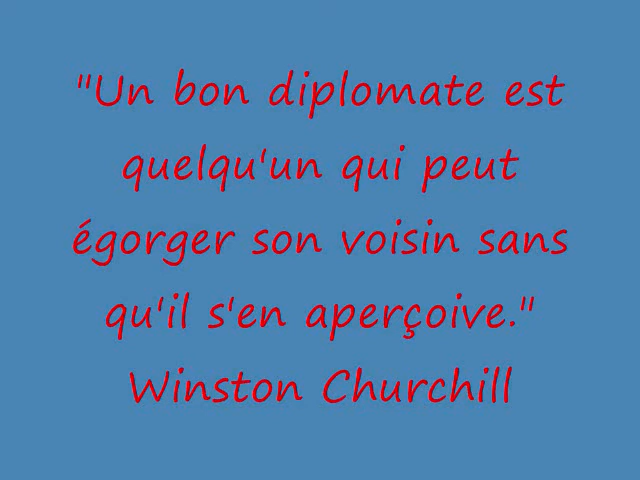 "Un bon diplomate est
quelqu'un qui peut
égorger son voisin sans
qu'il s'en aperçoive."
Winston Churchill